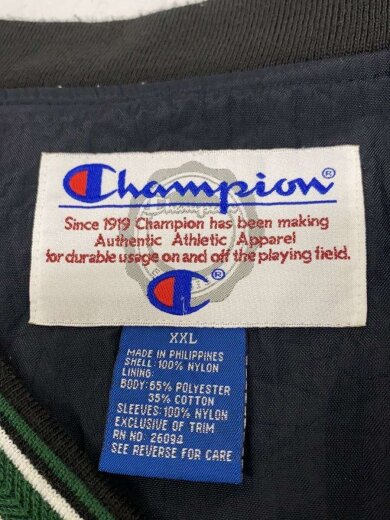 Champion®
Since 1919 Champion has been making
Authentic Athletic Apparel
for durable usage on and off the playing field.
®
XXL
MADE IN PHILIPPINES
SHELL: 100% NYLON
LINING:
BODY: 65% POLYESTER
35% COTTON
SLEEVES: 100% NYLON
EXCLUSIVE OF TRIM
RN NO. 26094
SEE REVERSE FOR CARE